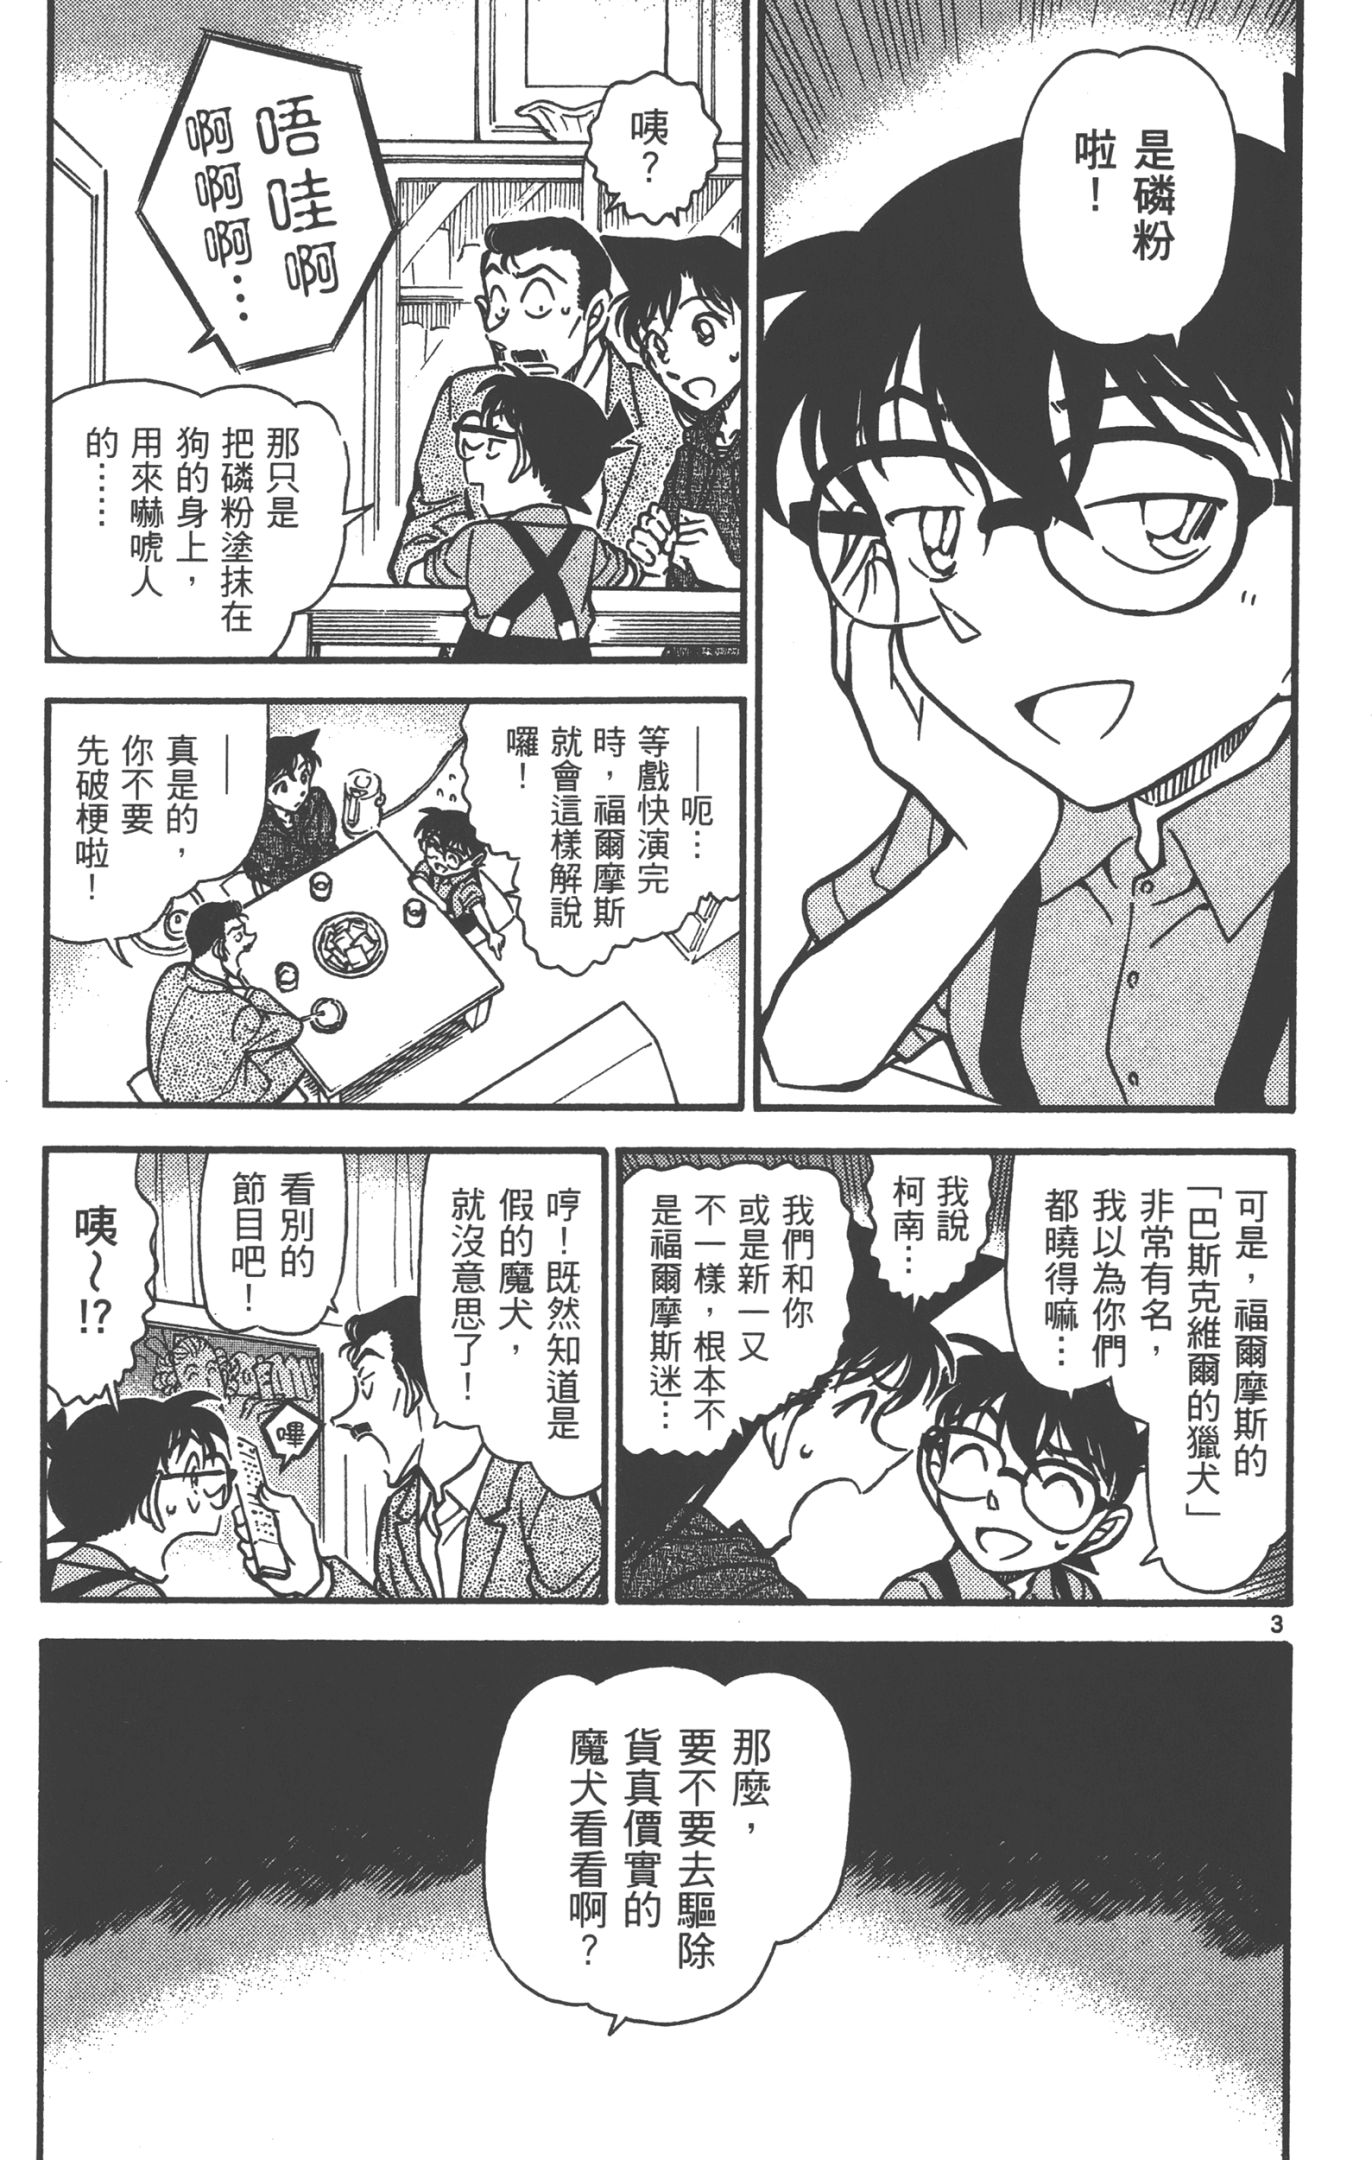 是磷粉
啦！
咦？
唔哇啊
啊啊啊…
那只是
把磷粉塗抹在
狗的身上，
用來嚇唬人
的……
——呃…
等戲快演完
時，福爾摩斯
就會這樣解說
囉！
——
真是的，
你不要
先破梗啦！
可是，福爾摩斯的
「巴斯克維爾的獵犬」
非常有名，
我以為你們
都曉得嘛…
我說
柯南…
我們和你
或是新一又
不一樣，根本不
是福爾摩斯迷…
哼！既然知道是
假的魔犬，
就沒意思了！
看別的
節目吧！
嗶
咦～!?
3
那麼，
要不要去驅除
貨真價實的
魔犬看看啊？